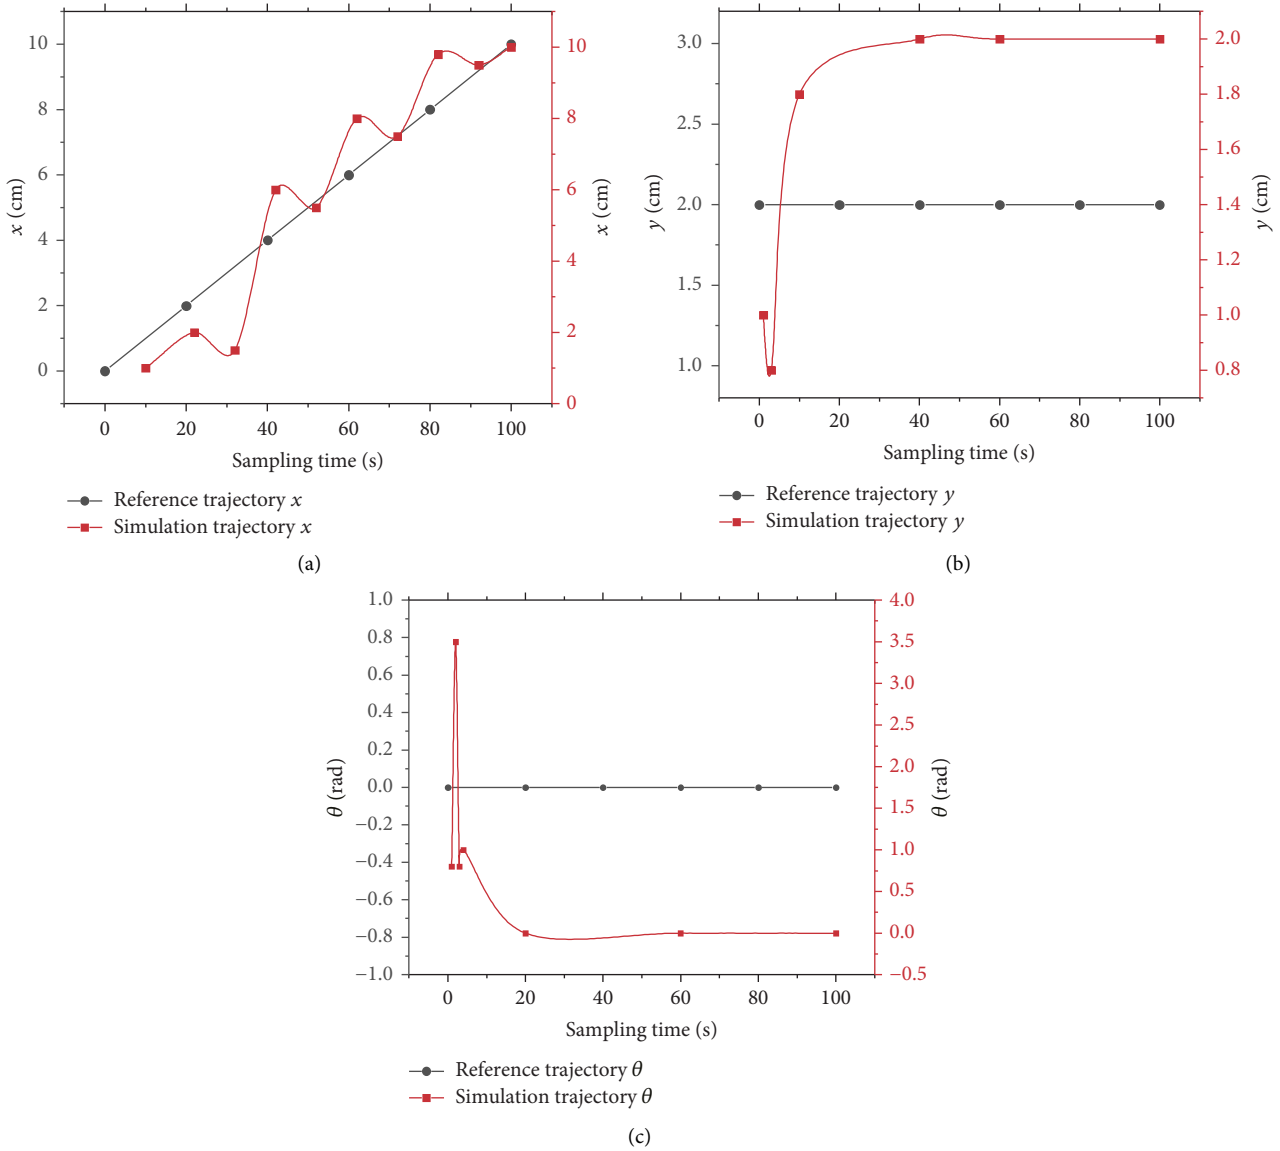 10
8
6
4
2
0
x (cm)
0 20 40 60 80 100
Sampling time (s)
10
8
6
4
2
0
x (cm)
Reference trajectory x
Simulation trajectory x
(a)
3.0
2.5
2.0
1.5
1.0
y (cm)
0 20 40 60 80 100
Sampling time (s)
2.0
1.8
1.6
1.4
1.2
1.0
0.8
y (cm)
Reference trajectory y
Simulation trajectory y
(b)
1.0
0.8
0.6
0.4
0.2
0.0
−0.2
−0.4
−0.6
−0.8
−1.0
θ (rad)
0 20 40 60 80 100
Sampling time (s)
4.0
3.5
3.0
2.5
2.0
1.5
1.0
0.5
0.0
−0.5
θ (rad)
Reference trajectory θ
Simulation trajectory θ
(c)